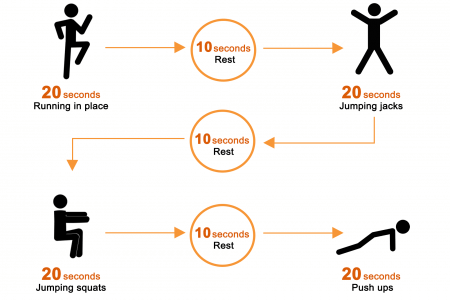 10 seconds
Rest
20 seconds
Running in place
20 seconds
Jumping jacks
10 seconds
Rest
10 seconds
Rest
20 seconds
Jumping squats
20 seconds
Push ups